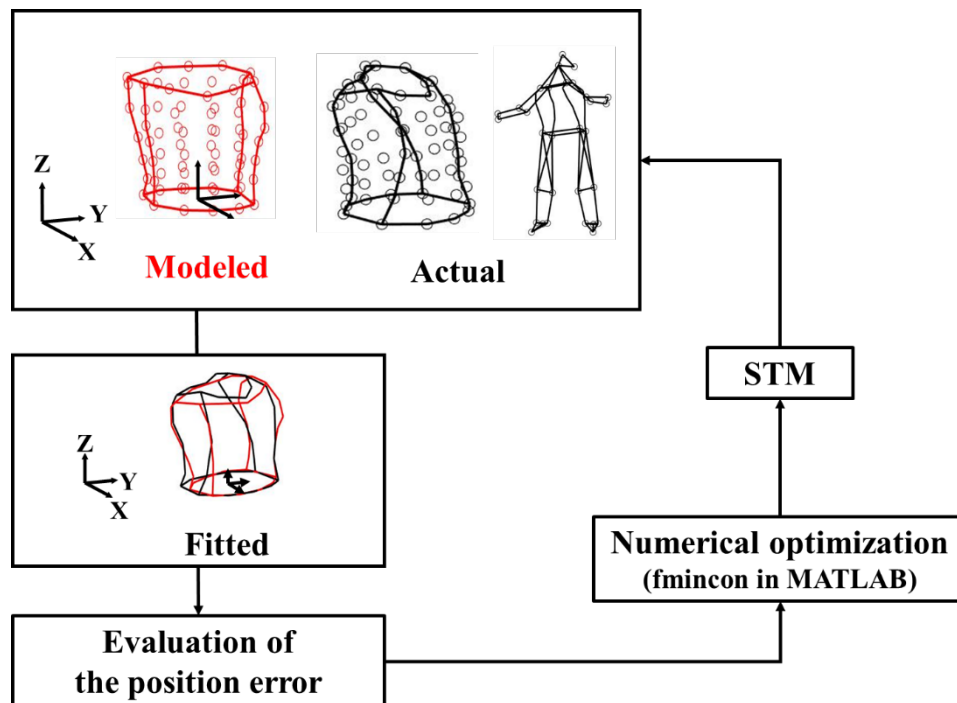 Z
Y
X
Modeled
Actual
Z
Y
X
Fitted
Evaluation of
the position error
STM
Numerical optimization
(fmincon in MATLAB)